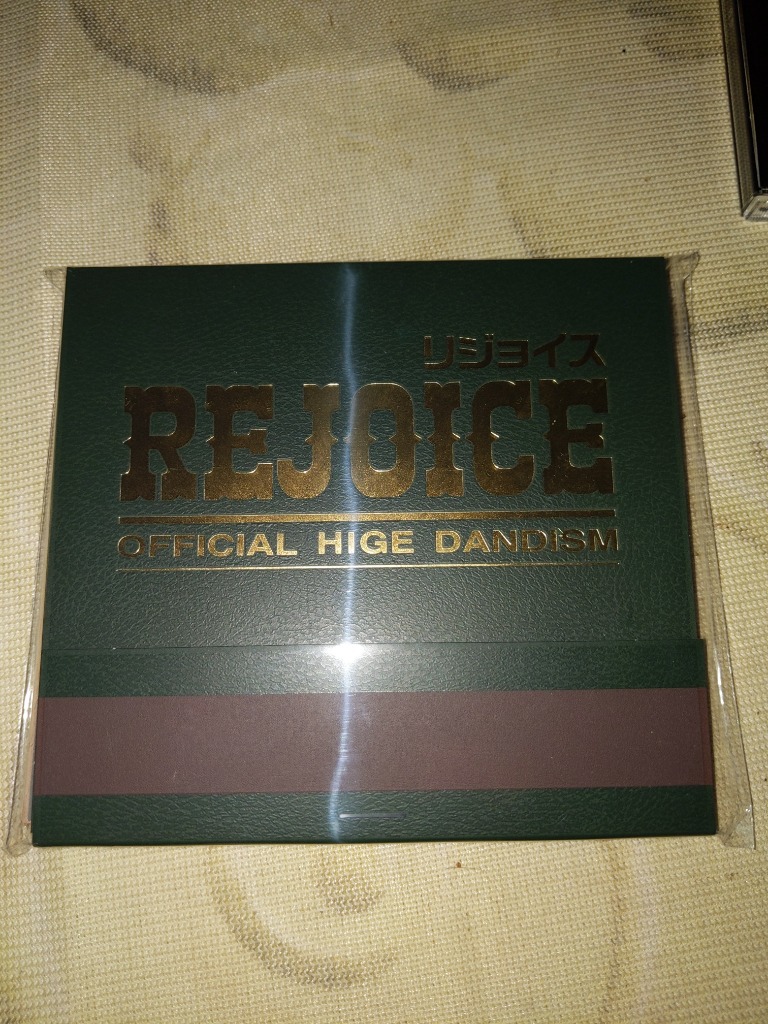 リジョイス
REJOICE
OFFICIAL HIGE DANDISM